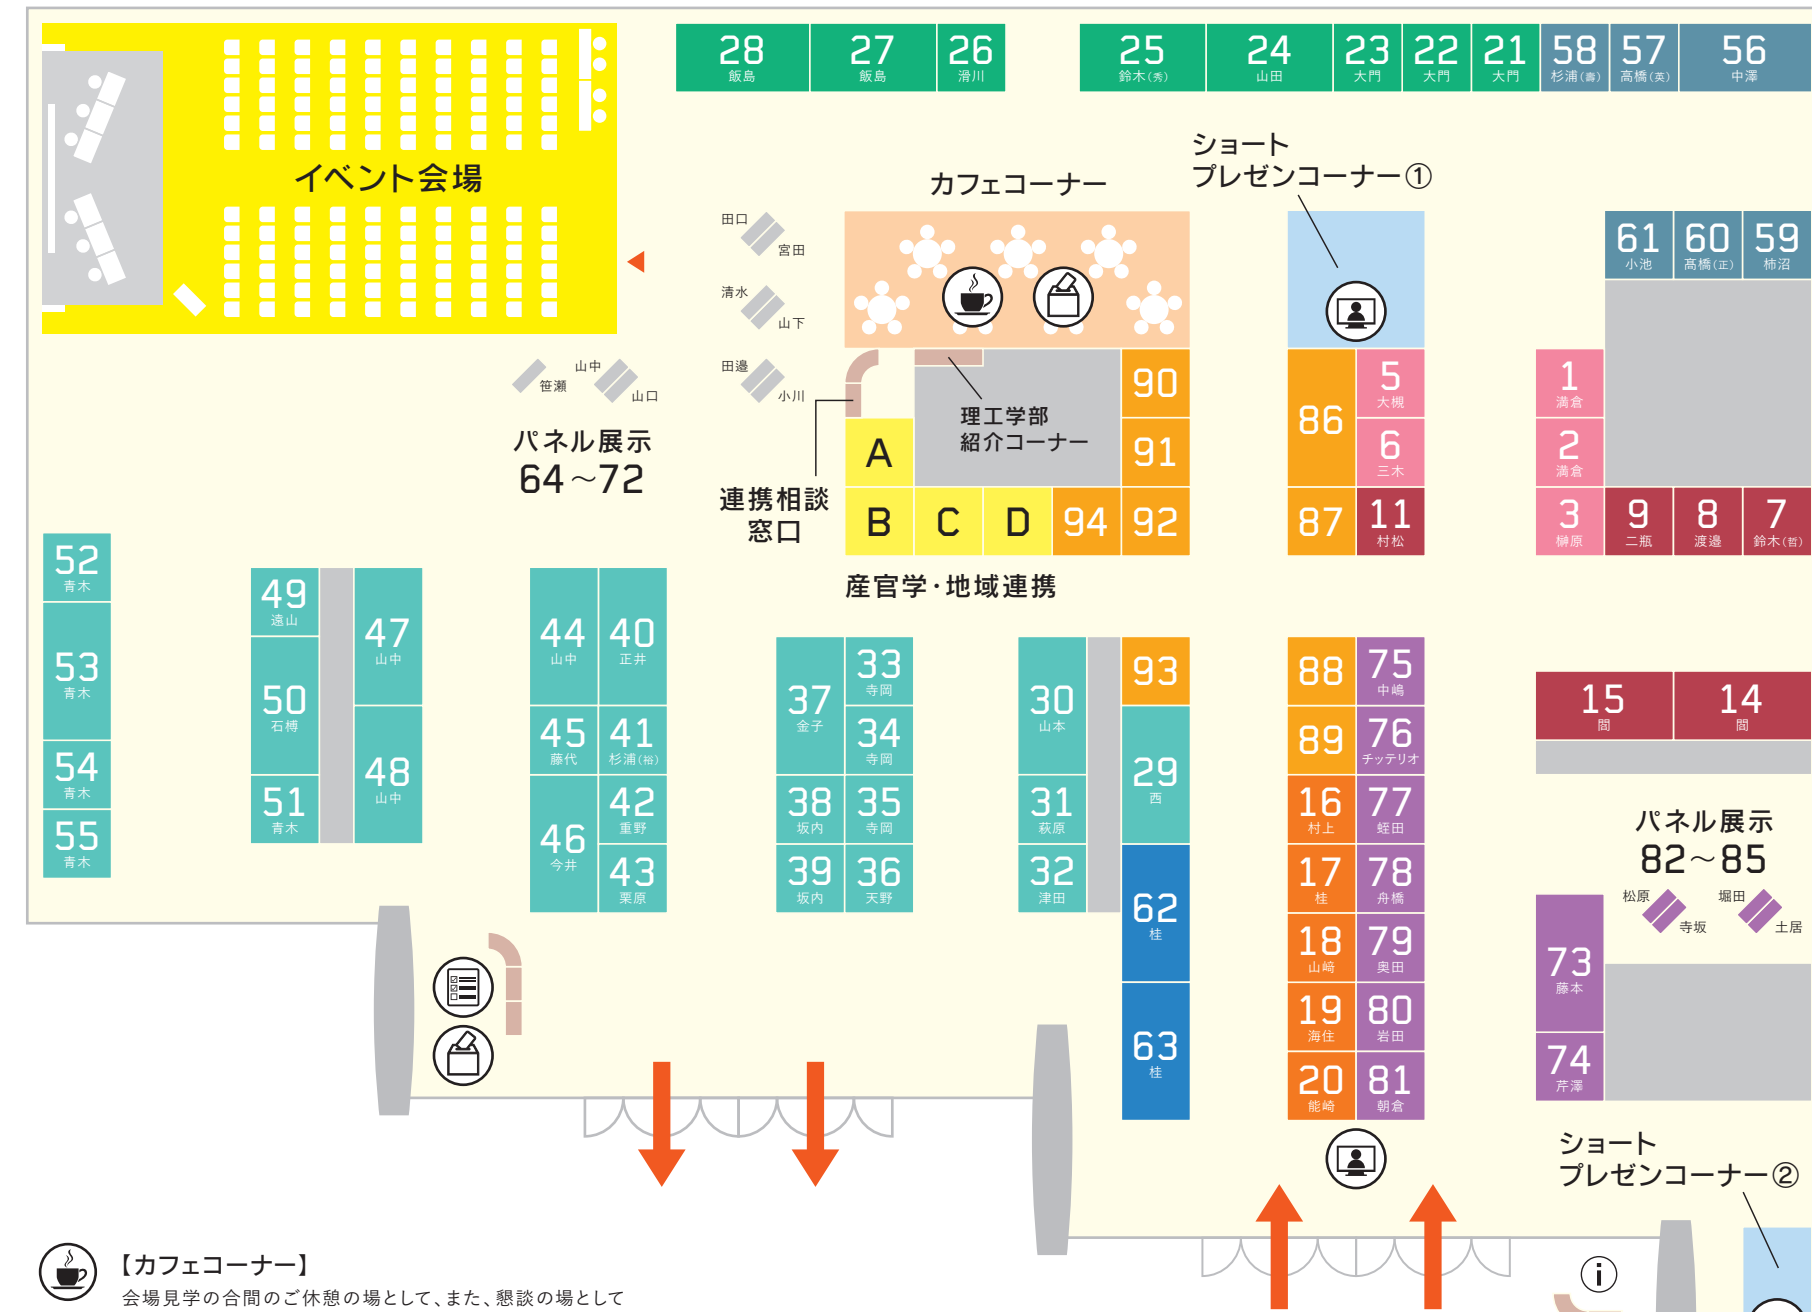 28
飯島
27
飯島
26
滑川
25
鈴木(秀)
24
山田
23
大門
22
大門
21
大門
58
杉浦(壽)
57
高橋(英)
56
中澤
イベント会場
カフェコーナー
ショート
プレゼンコーナー①
田口
宮田
清水
山下
田邉
小川
笹瀬
山中
山口
パネル展示
64～72
61
小池
60
髙橋(正)
59
柿沼
理工学部
紹介コーナー
連携相談
窓口
A
B
C
D
94
92
91
90
産官学・地域連携
86
87
5
大槻
6
三木
11
村松
1
満倉
2
満倉
3
榊原
9
二瓶
8
渡邉
7
鈴木(哲)
52
青木
53
青木
54
青木
55
青木
49
遠山
50
石榑
51
青木
47
山中
48
山中
44
山中
45
藤代
46
今井
40
正井
41
杉浦(裕)
42
重野
43
栗原
37
金子
38
坂内
39
坂内
33
寺岡
34
寺岡
35
寺岡
36
天野
30
山本
31
萩原
32
津田
93
29
西
62
桂
63
桂
88
89
16
村上
17
桂
18
山﨑
19
海住
20
能崎
75
中嶋
76
チッテリオ
77
蛭田
78
舟橋
79
奥田
80
岩田
81
朝倉
15
間
14
間
パネル展示
82～85
松原
寺坂
堀田
土居
73
藤本
74
芹澤
ショート
プレゼンコーナー②
i
【カフェコーナー】
会場見学の合間のご休憩の場として、また、懇談の場として